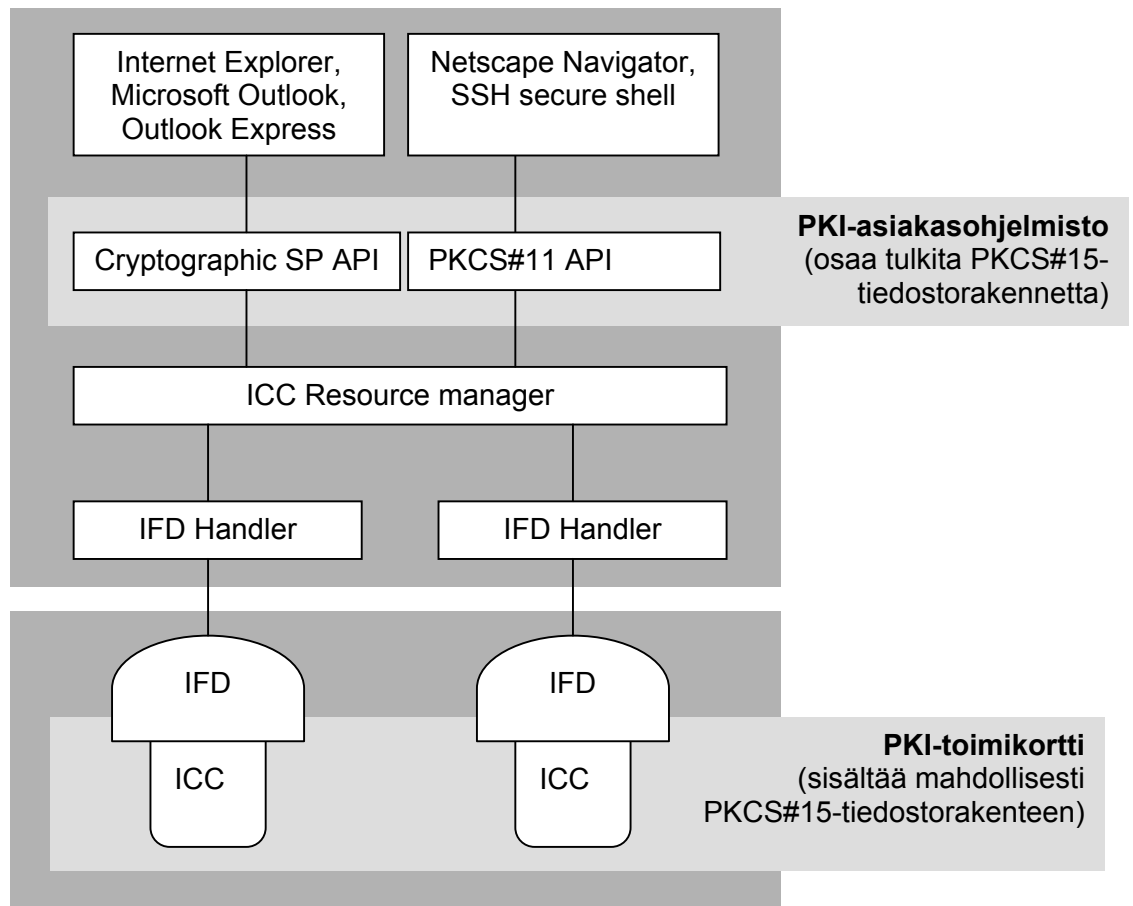 Internet Explorer,
Microsoft Outlook,
Outlook Express
Netscape Navigator,
SSH secure shell
PKI-asiakasohjelmisto
(osaa tulkita PKCS#15-
tiedostorakennetta)
Cryptographic SP API
PKCS#11 API
ICC Resource manager
IFD Handler
IFD Handler
IFD
IFD
ICC
ICC
PKI-toimikortti
(sisältää mahdollisesti
PKCS#15-tiedostorakenteen)